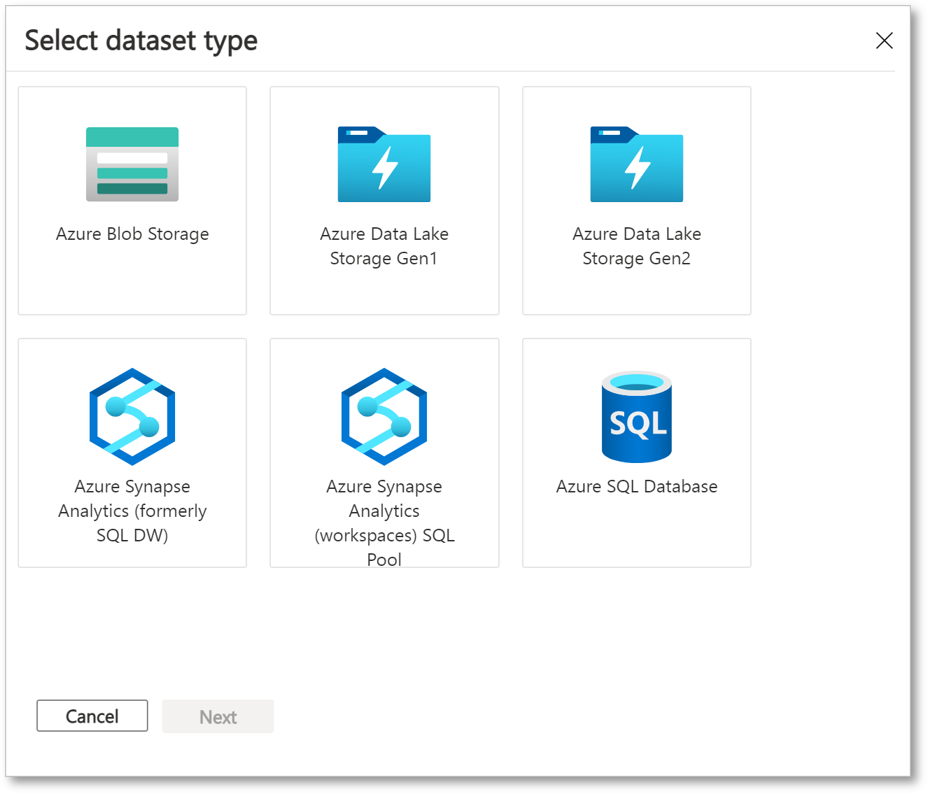 Select dataset type
Azure Blob Storage
Azure Data Lake
Storage Gen1
Azure Data Lake
Storage Gen2
Azure Synapse
Analytics (formerly
SQL DW)
Azure Synapse
Analytics
(workspaces) SQL
Pool
SQL
Azure SQL Database
Cancel
Next